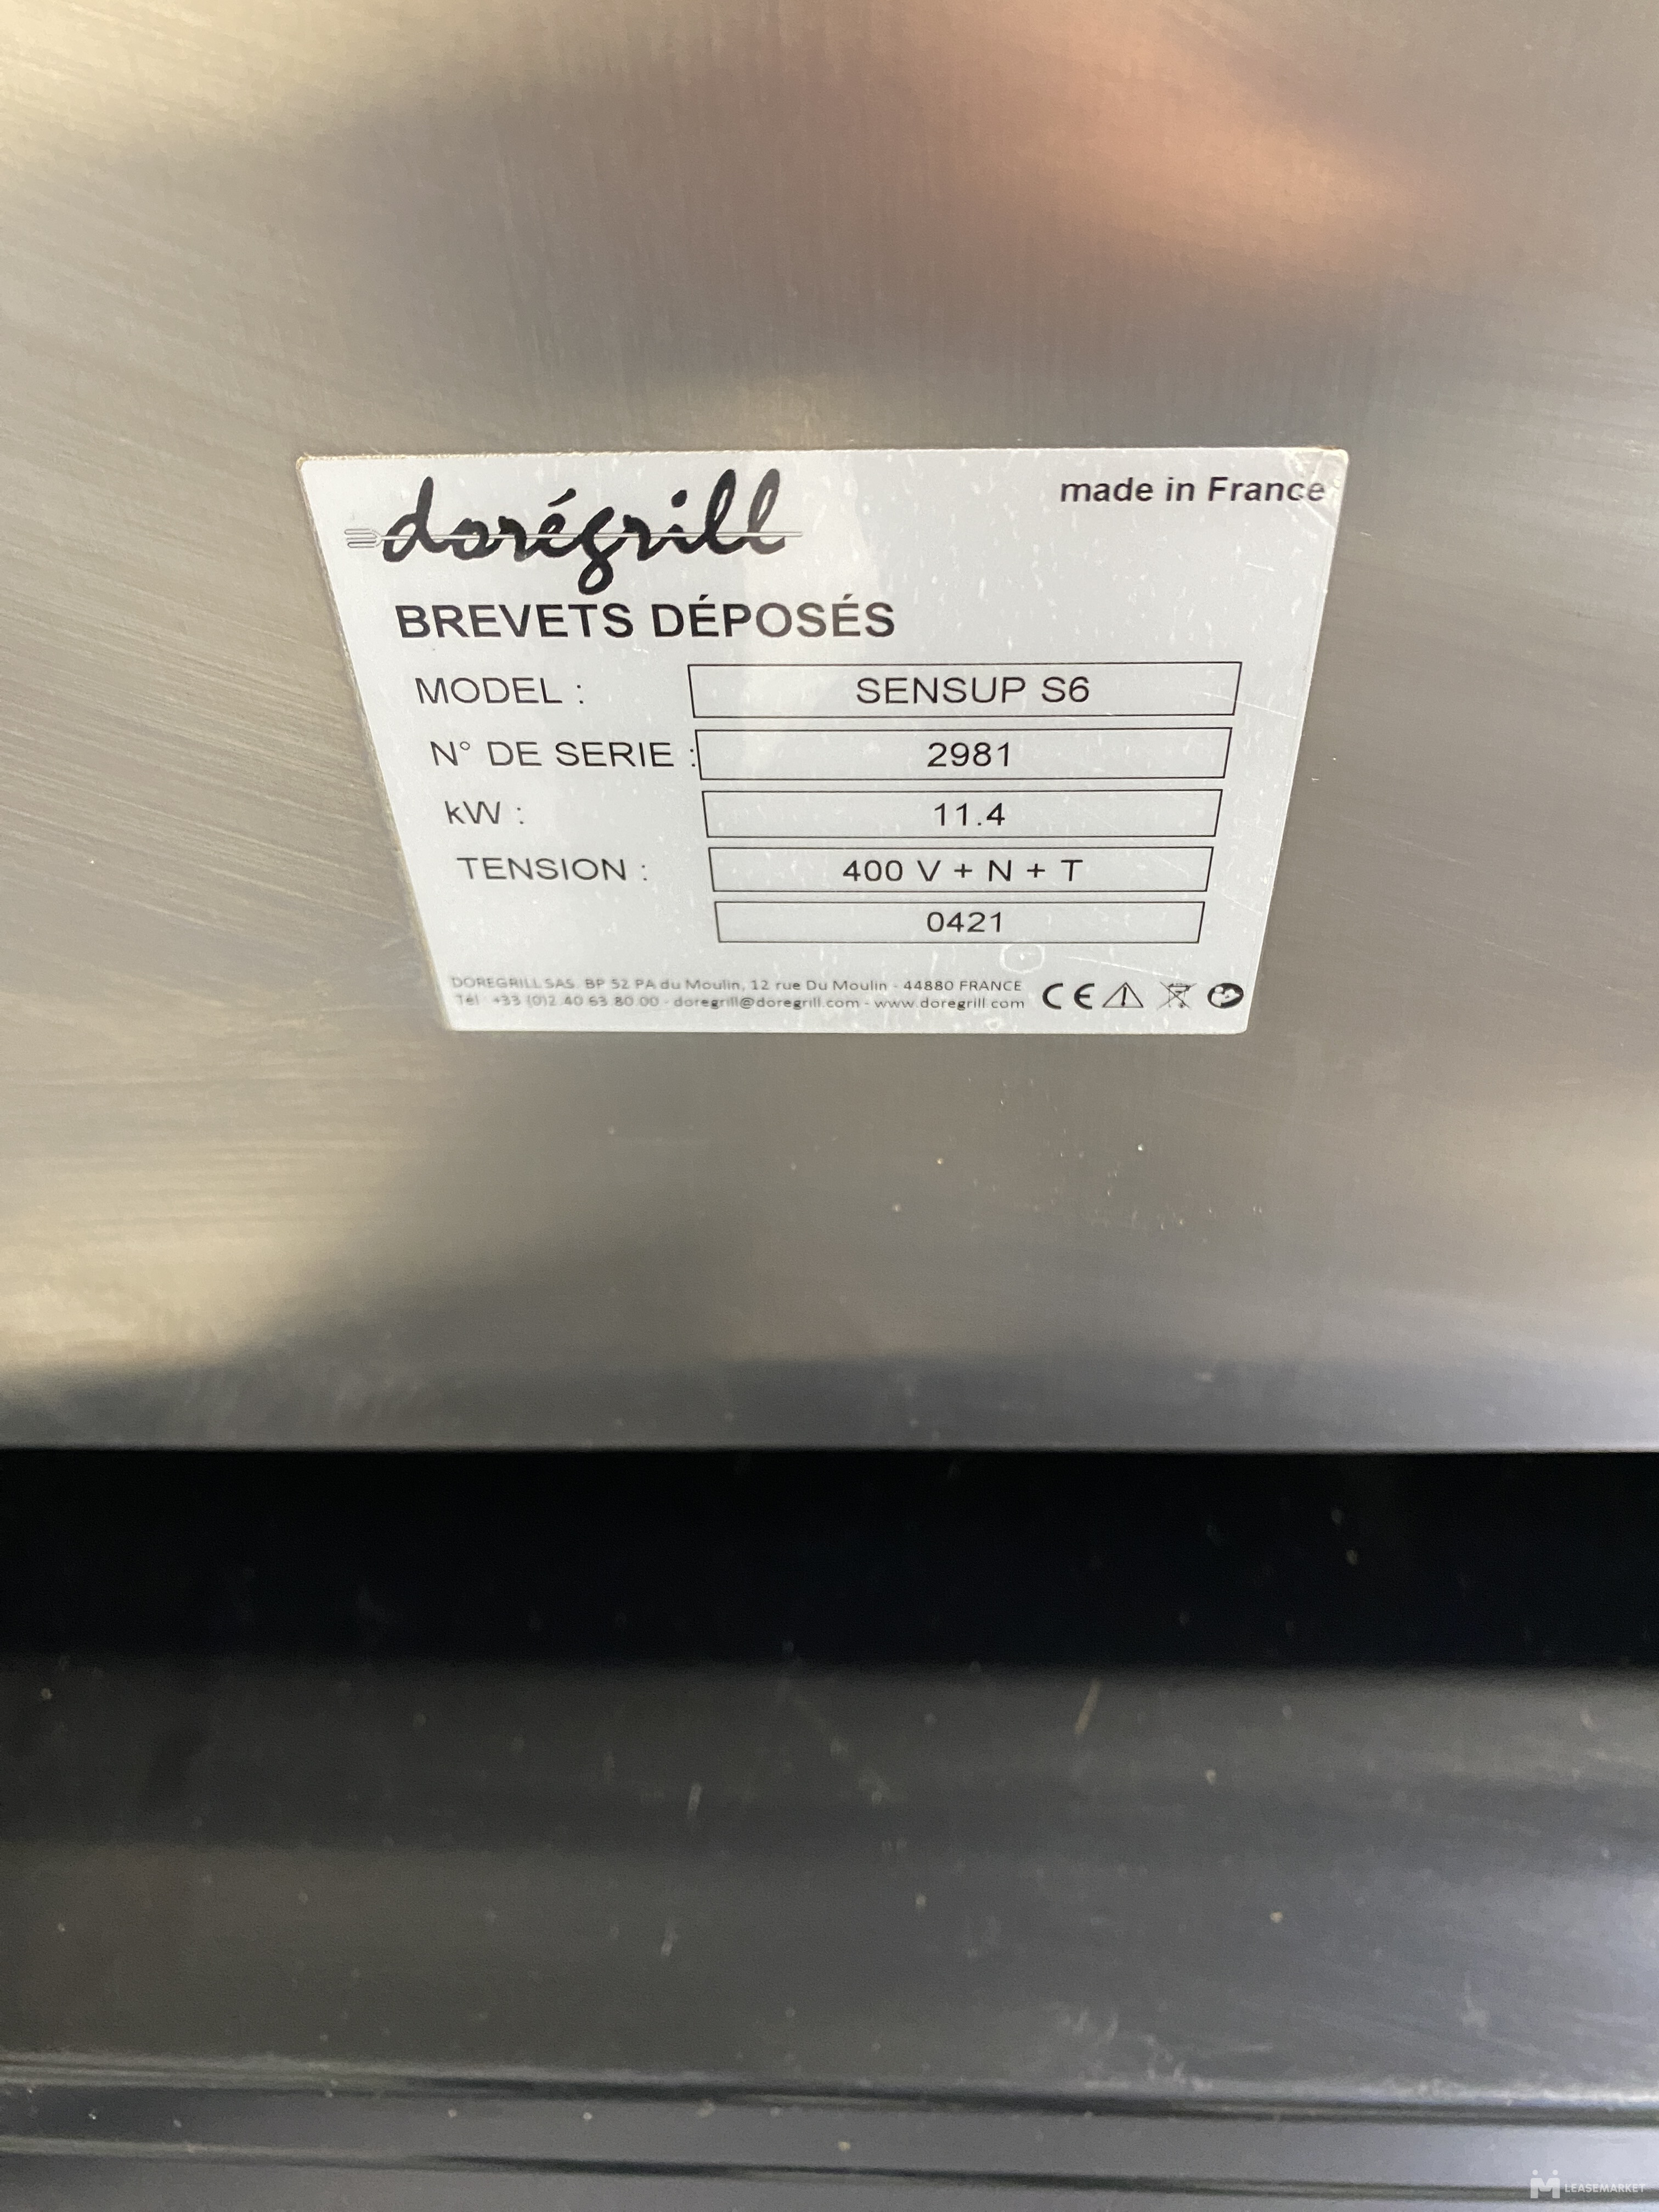 dorégrill
made in France
BREVETS DÉPOSÉS
MODEL : SENSUP S6
N° DE SERIE : 2981
kW : 11.4
TENSION : 400 V + N + T
0421
DOREGRILL SAS. BP 52 PA du Moulin, 12 rue Du Moulin - 44880 FRANCE
Tél : +33 (0)2 40 63 80 00 - doregrill@doregrill.com - www.doregrill.com
CE
LEASEMARKET